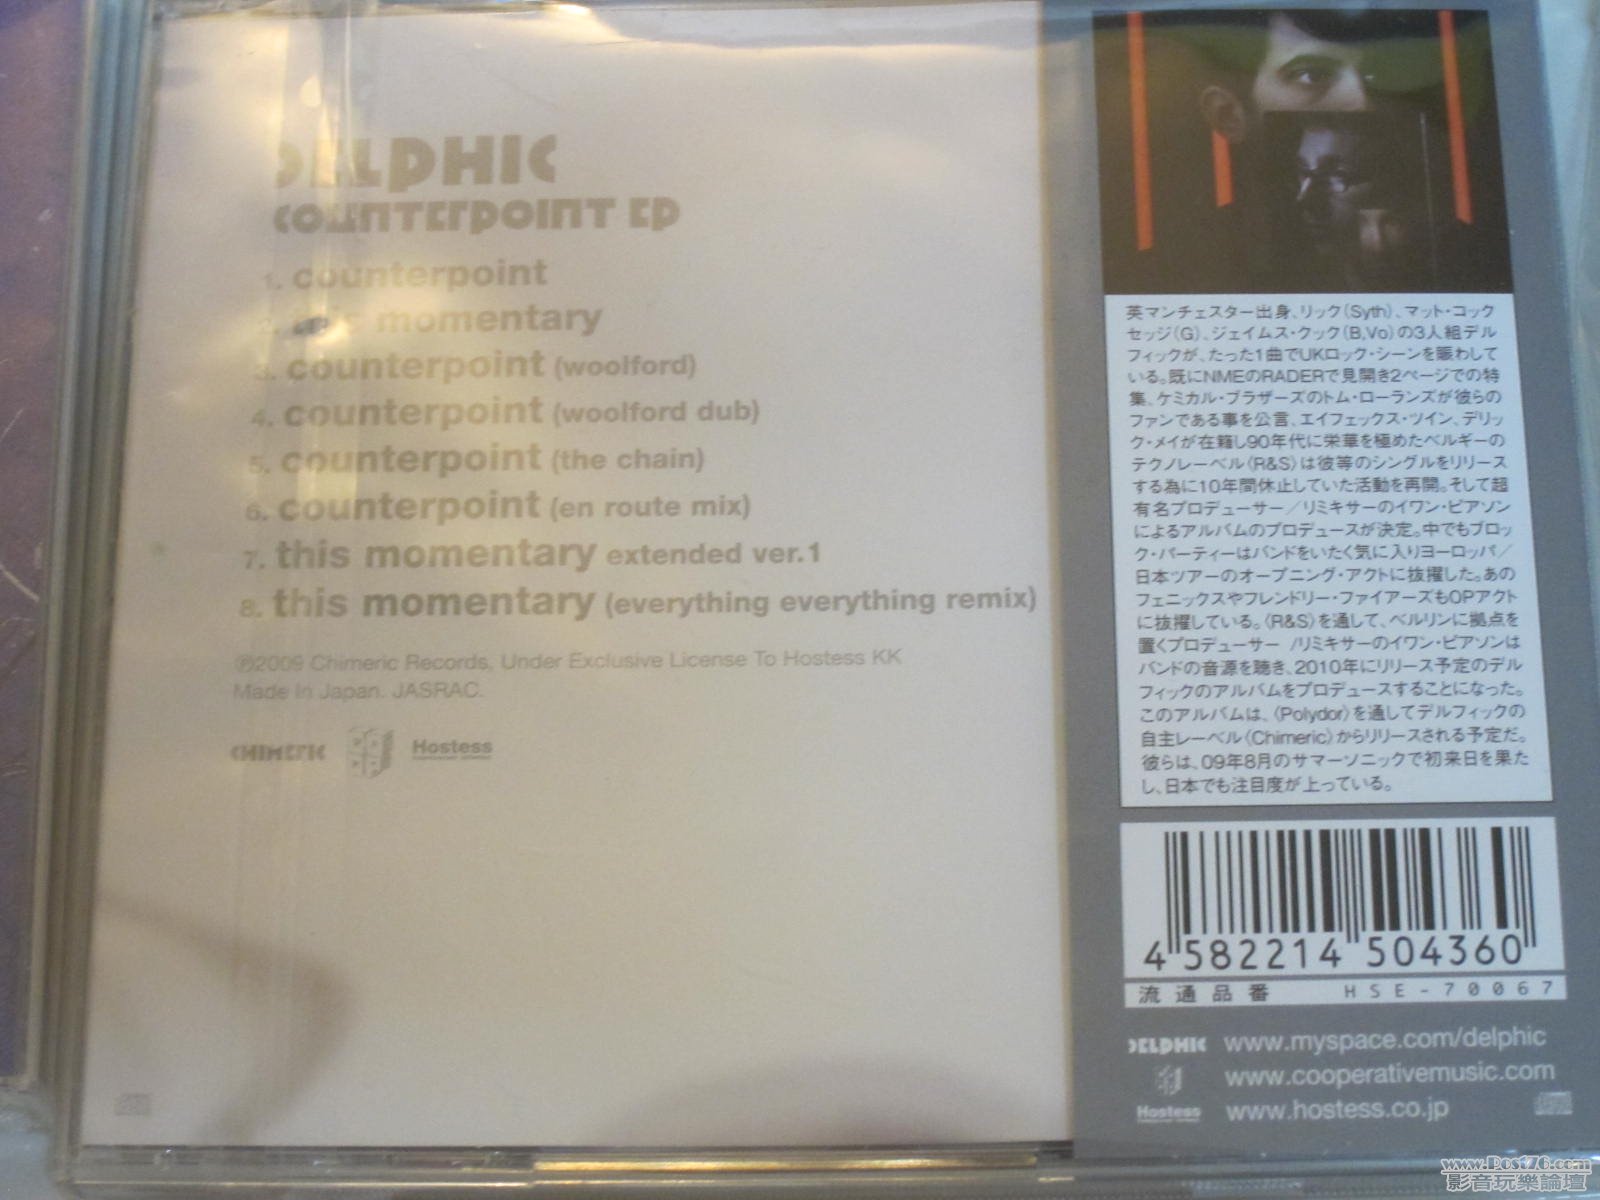 DELPHIC
COUNTERPOINT EP
1. counterpoint
2. this momentary
3. counterpoint (woolford)
4. counterpoint (woolford dub)
5. counterpoint (the chain)
6. counterpoint (en route mix)
7. this momentary extended ver.1
8. this momentary (everything everything remix)
℗2009 Chimeric Records, Under Exclusive License To Hostess KK
Made In Japan. JASRAC.
CHIMERIC Hostess
英マンチェスター出身、リック(Syth)、マット・コック
セッジ(G)、ジェイムス・クック(B,Vo)の3人組デル
フィックが、たった1曲でUKロック・シーンを賑わして
いる。既にNMEのRADERで見開き2ページでの特
集、ケミカル・ブラザーズのトム・ローランズが彼らの
ファンである事を公言、エイフェックス・ツイン、デリッ
ク・メイが在籍し90年代に栄華を極めたベルギーの
テクノレーベル〈R&S〉は彼等のシングルをリリース
する為に10年間休止していた活動を再開。そして超
有名プロデューサー／リミキサーのイワン・ピアソン
によるアルバムのプロデュースが決定。中でもブロッ
ク・パーティーはバンドをいたく気に入りヨーロッパ／
日本ツアーのオープニング・アクトに抜擢した。あの
フェニックスやフレンドリー・ファイアーズもOPアクト
に抜擢している。〈R&S〉を通して、ベルリンに拠点を
置くプロデューサー /リミキサーのイワン・ピアソンは
バンドの音源を聴き、2010年にリリース予定のデル
フィックのアルバムをプロデュースすることになった。
このアルバムは、〈Polydor〉を通してデルフィックの
自主レーベル〈Chimeric〉からリリースされる予定だ。
彼らは、09年8月のサマーソニックで初来日を果た
し、日本でも注目度が上っている。
4 582214 504360
流通品番 HSE-70067
DELPHIC www.myspace.com/delphic
www.cooperativemusic.com
Hostess www.hostess.co.jp
www.Post76.com
影音玩樂論壇